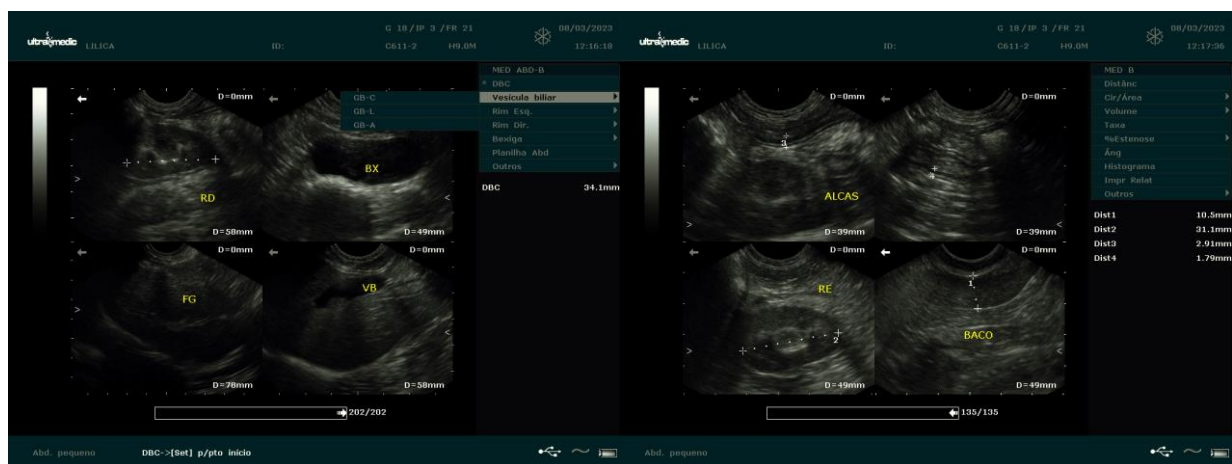 ultramedic LILICA
ID:
G 18/IP 3 /FR 21
C611-2 H9.0M
08/03/2023
12:16:18
MED ABD-B
DBC
Vesícula biliar
Rim Esq.
Rim Dir.
Bexiga
Planilha Abd
Outros
GB-C
GB-L
GB-A
DBC 34.1mm
D=0mm
RD
D=58mm
BX
D=49mm
D=0mm
FG
D=78mm
D=0mm
VB
D=58mm
202/202
Abd. pequeno DBC->[Set] p/pto início
ultramedic LILICA
ID:
G 18/IP 3 /FR 21
C611-2 H9.0M
08/03/2023
12:17:36
MED B
Distânc
Cir/Área
Volume
Taxa
%Estenose
Âng
Histograma
Impr Relat
Outros
Dist1 10.5mm
Dist2 31.1mm
Dist3 2.91mm
Dist4 1.79mm
D=0mm
3
ALCAS
D=39mm
D=0mm
D=39mm
D=0mm
RE
2
D=49mm
D=0mm
1
BACO
D=49mm
135/135
Abd. pequeno